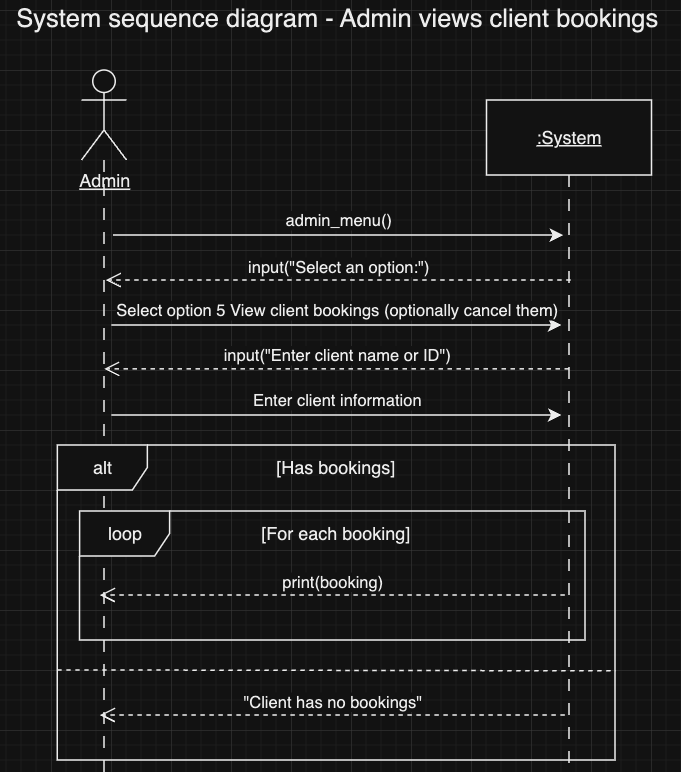 System sequence diagram - Admin views client bookings
:System
Admin
admin_menu()
input("Select an option:")
Select option 5 View client bookings (optionally cancel them)
input("Enter client name or ID")
Enter client information
alt
[Has bookings]
loop
[For each booking]
print(booking)
"Client has no bookings"